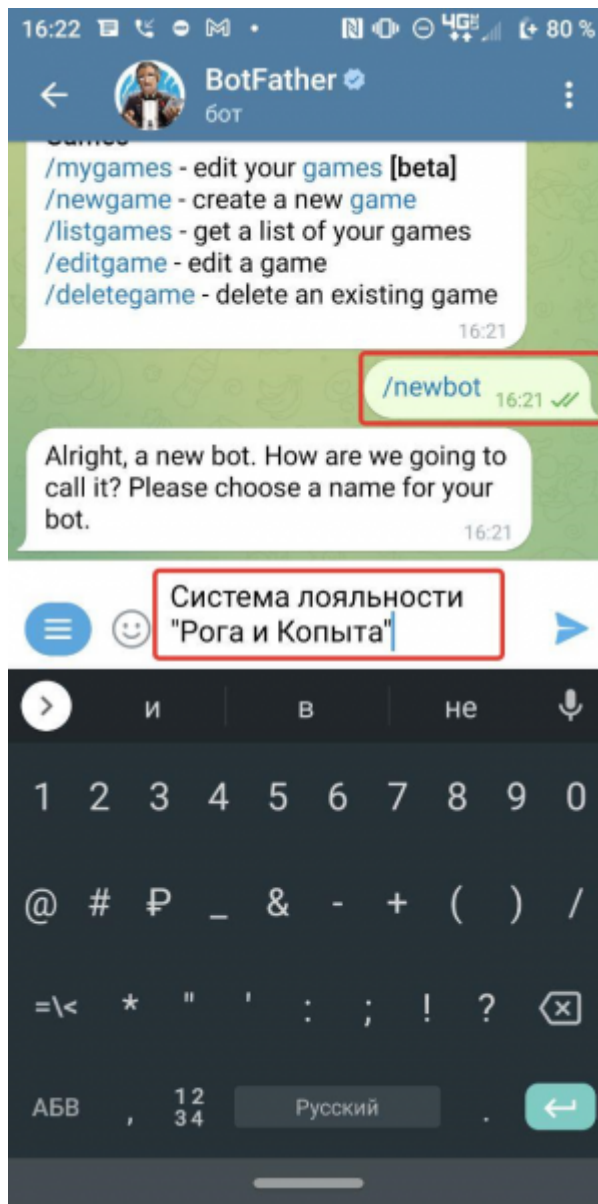 16:22 4G 80 %
BotFather
бот
Games
/mygames - edit your games [beta]
/newgame - create a new game
/listgames - get a list of your games
/editgame - edit a game
/deletegame - delete an existing game
16:21
/newbot 16:21
Alright, a new bot. How are we going to
call it? Please choose a name for your
bot.
16:21
Система лояльности
"Рога и Копыта"
и в не
1 2 3 4 5 6 7 8 9 0
@ # ₽ _ & - + ( ) /
=\< * " ' : ; ! ?
АБВ , 12 34 Русский .